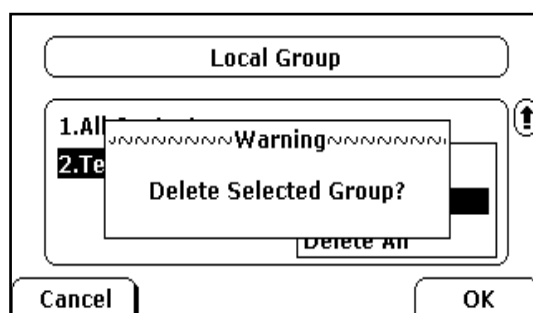 Local Group
1.All
Warning
2.Te
Delete Selected Group?
Delete All
Cancel
OK